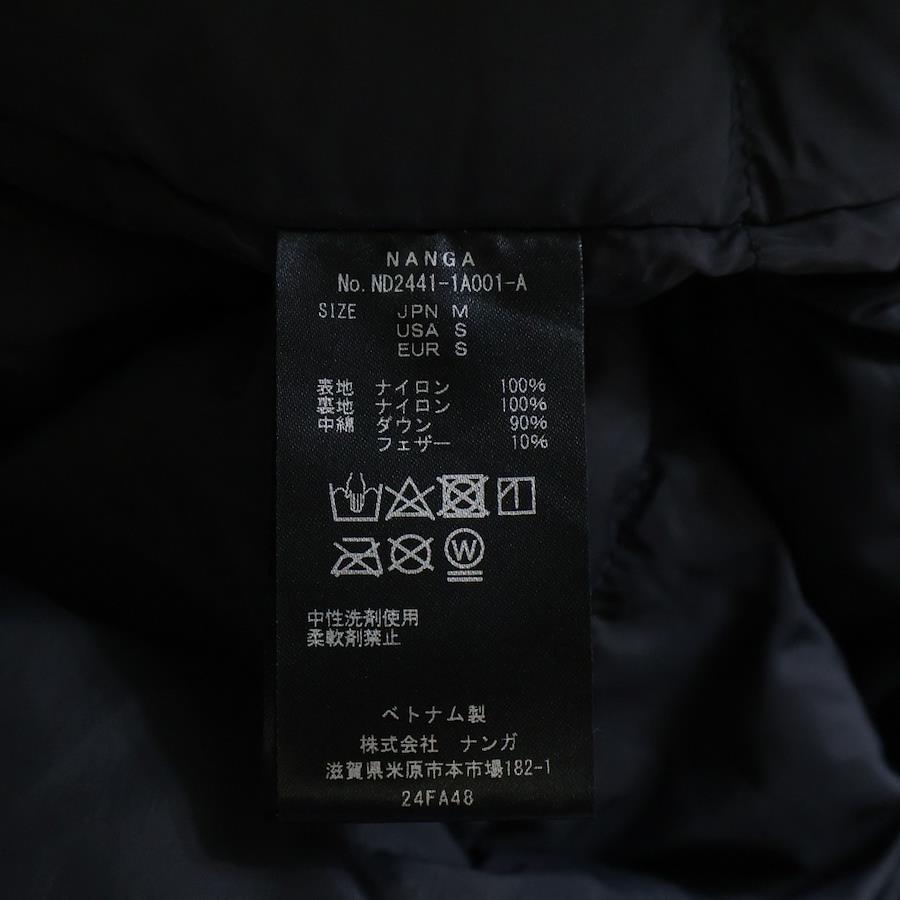 NANGA
No. ND2441-1A001-A
SIZE JPN M
USA S
EUR S
表地 ナイロン 100%
裏地 ナイロン 100%
中綿 ダウン 90%
フェザー 10%
W
中性洗剤使用
柔軟剤禁止
ベトナム製
株式会社 ナンガ
滋賀県米原市本市場182-1
24FA48